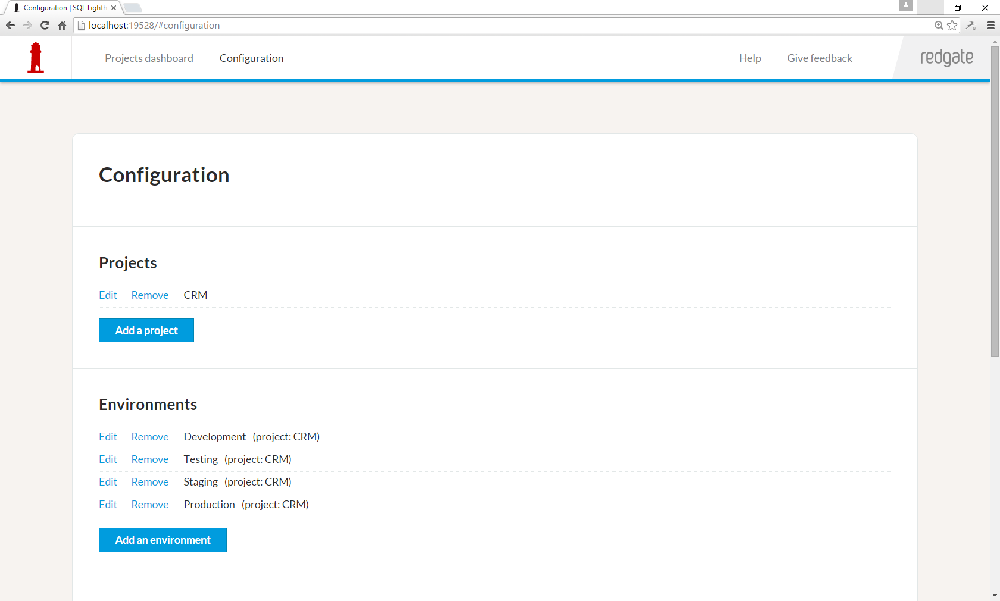 Configuration | SQL Lighth
localhost:19528/#configuration
Projects dashboard
Configuration
Help
Give feedback
redgate
Configuration
Projects
Edit | Remove CRM
Add a project
Environments
Edit | Remove Development (project: CRM)
Edit | Remove Testing (project: CRM)
Edit | Remove Staging (project: CRM)
Edit | Remove Production (project: CRM)
Add an environment